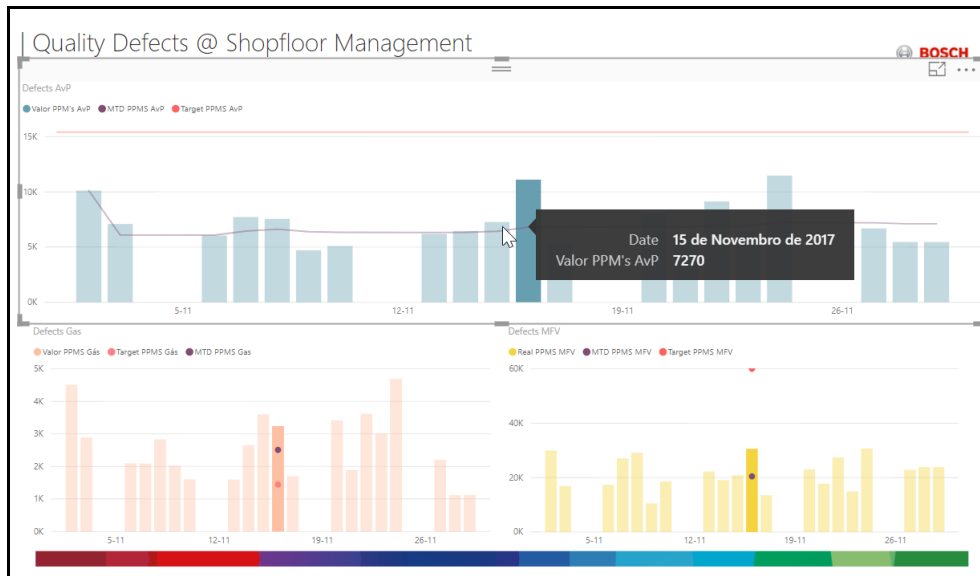 | Quality Defects @ Shopfloor Management
BOSCH
Defects AvP
Valor PPM's AvP MTD PPMS AvP Target PPMS AvP
15K
10K
5K
0K
5-11 12-11 19-11 26-11
Date 15 de Novembro de 2017
Valor PPM's AvP 7270
Defects Gas
Valor PPMS Gás Target PPMS Gás MTD PPMS Gas
5K
4K
3K
2K
1K
0K
5-11 12-11 19-11 26-11
Defects MFV
Real PPMS MFV MTD PPMS MFV Target PPMS MFV
60K
40K
20K
0K
5-11 12-11 19-11 26-11